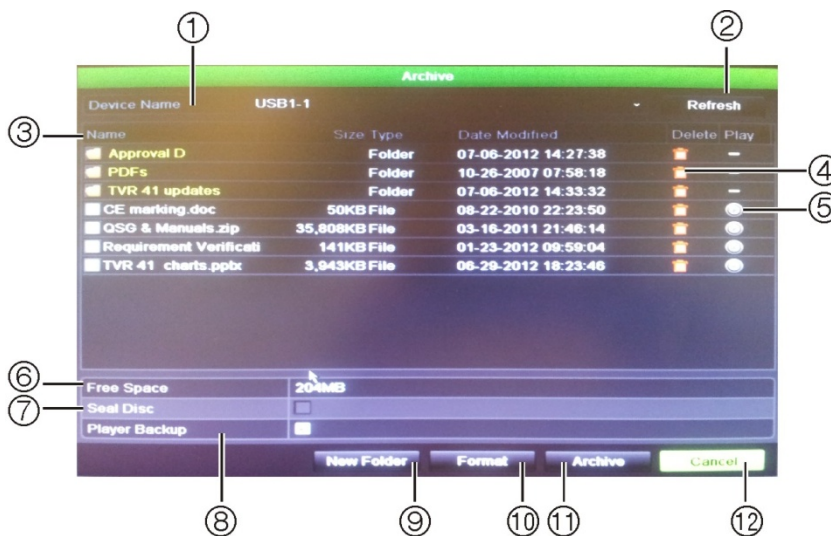 ① ②
Archive
Device Name USB1-1 Refresh
③ Name Size Type Date Modified Delete Play
Approval D Folder 07-06-2012 14:27:38
PDFs Folder 10-26-2007 07:58:18 ④
TVR 41 updates Folder 07-06-2012 14:33:32
CE marking.doc 50KB File 08-22-2010 22:23:50 ⑤
QSG & Manuals.zip 35,808KB File 03-16-2011 21:46:14
Requirement Verificati 141KB File 01-23-2012 09:59:04
TVR 41 charts.pptx 3,943KB File 06-29-2012 18:23:46
⑥ Free Space 204MB
⑦ Seal Disc
Player Backup
New Folder Format Archive Cancel
⑧ ⑨ ⑩ ⑪ ⑫